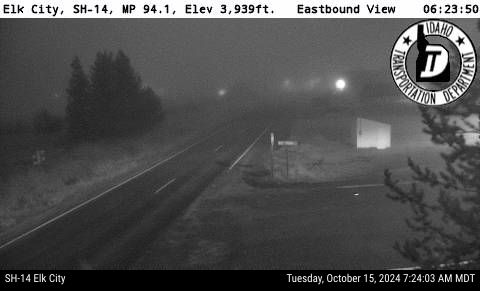 Elk City, SH-14, MP 94.1, Elev 3,939ft. Eastbound View 06:23:50
IDAHO
TRANSPORTATION DEPARTMENT
SH-14 Elk City Tuesday, October 15, 2024 7:24:03 AM MDT